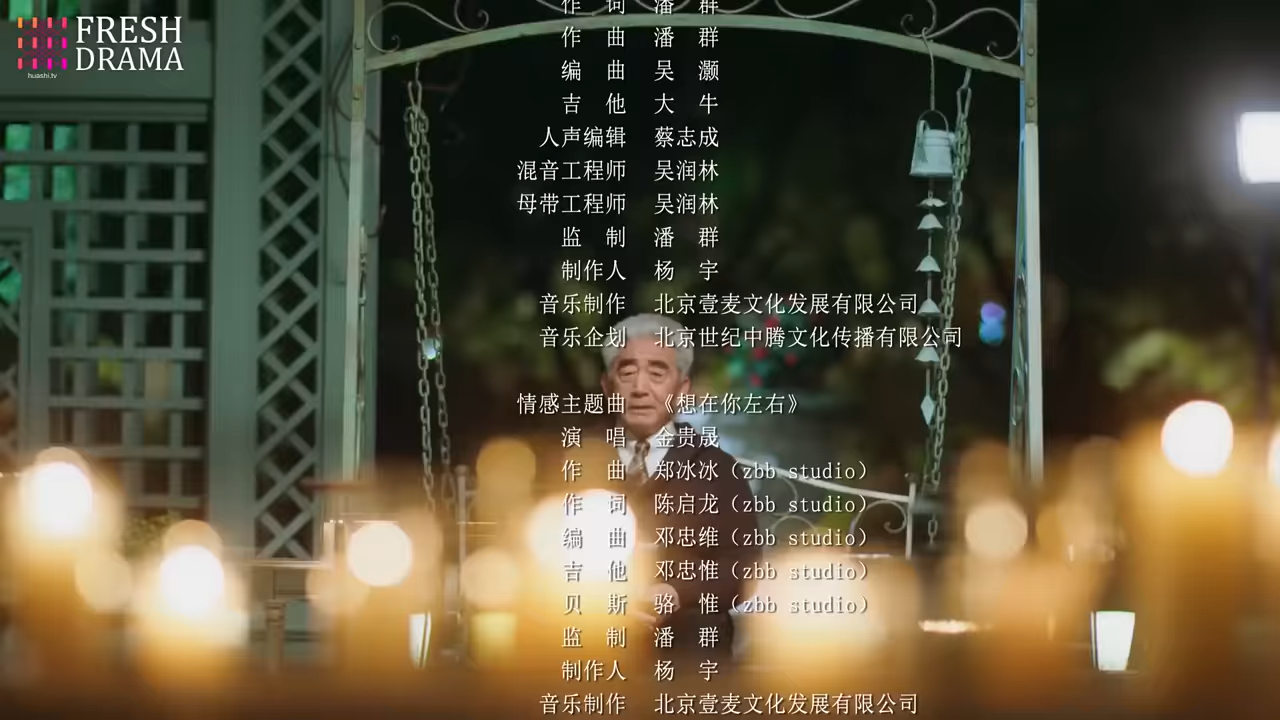 FRESH
DRAMA
huashi.tv
作 词 潘 群
作 曲 潘 群
编 曲 吴 灏
吉 他 大 牛
人声编辑 蔡志成
混音工程师 吴润林
母带工程师 吴润林
监 制 潘 群
制作人 杨 宇
音乐制作 北京壹麦文化发展有限公司
音乐企划 北京世纪中腾文化传播有限公司
情感主题曲 《想在你左右》
演 唱 金贵晟
作 曲 郑冰冰（zbb studio）
作 词 陈启龙（zbb studio）
编 曲 邓忠维（zbb studio）
吉 他 邓忠惟（zbb studio）
贝 斯 骆 惟（zbb studio）
监 制 潘 群
制作人 杨 宇
音乐制作 北京壹麦文化发展有限公司